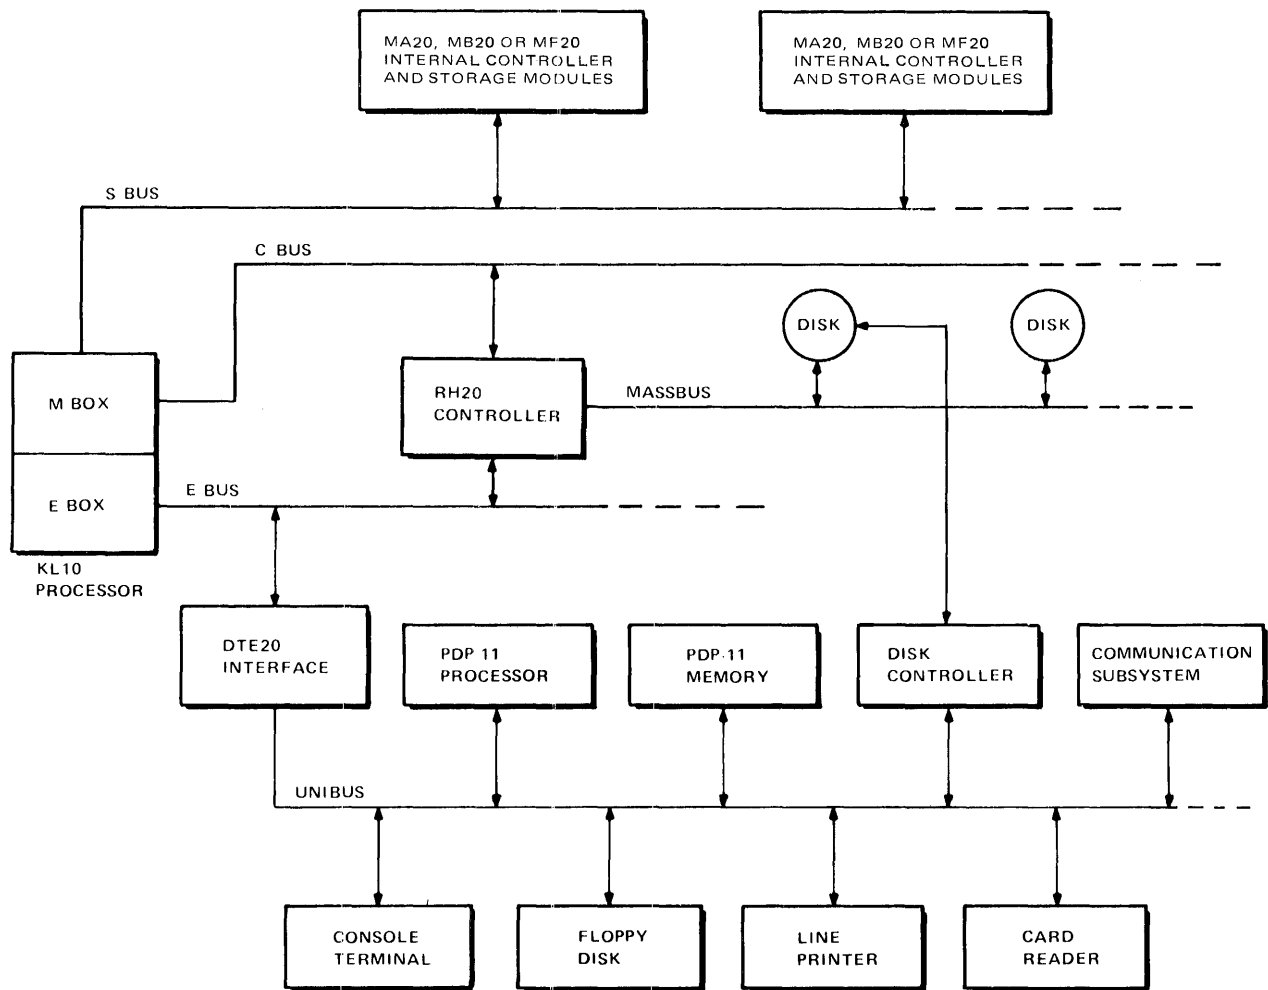 MA20, MB20 OR MF20
INTERNAL CONTROLLER
AND STORAGE MODULES
MA20, MB20 OR MF20
INTERNAL CONTROLLER
AND STORAGE MODULES
S BUS
C BUS
DISK
DISK
M BOX
RH20
CONTROLLER
MASSBUS
E BOX
E BUS
KL10
PROCESSOR
DTE20
INTERFACE
PDP 11
PROCESSOR
PDP-11
MEMORY
DISK
CONTROLLER
COMMUNICATION
SUBSYSTEM
UNIBUS
CONSOLE
TERMINAL
FLOPPY
DISK
LINE
PRINTER
CARD
READER